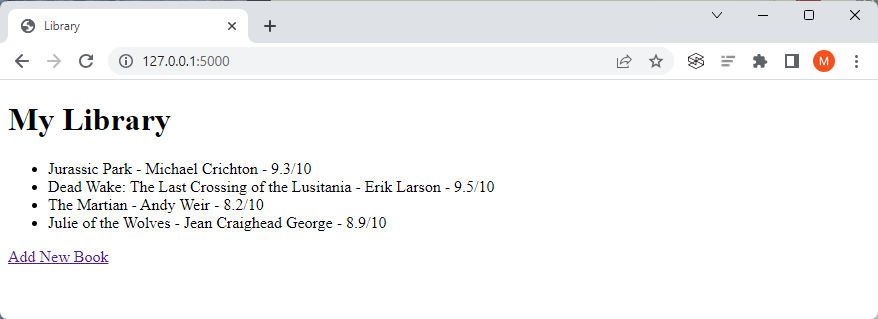 Library
127.0.0.1:5000
M
My Library
Jurassic Park - Michael Crichton - 9.3/10
Dead Wake: The Last Crossing of the Lusitania - Erik Larson - 9.5/10
The Martian - Andy Weir - 8.2/10
Julie of the Wolves - Jean Craighead George - 8.9/10
Add New Book